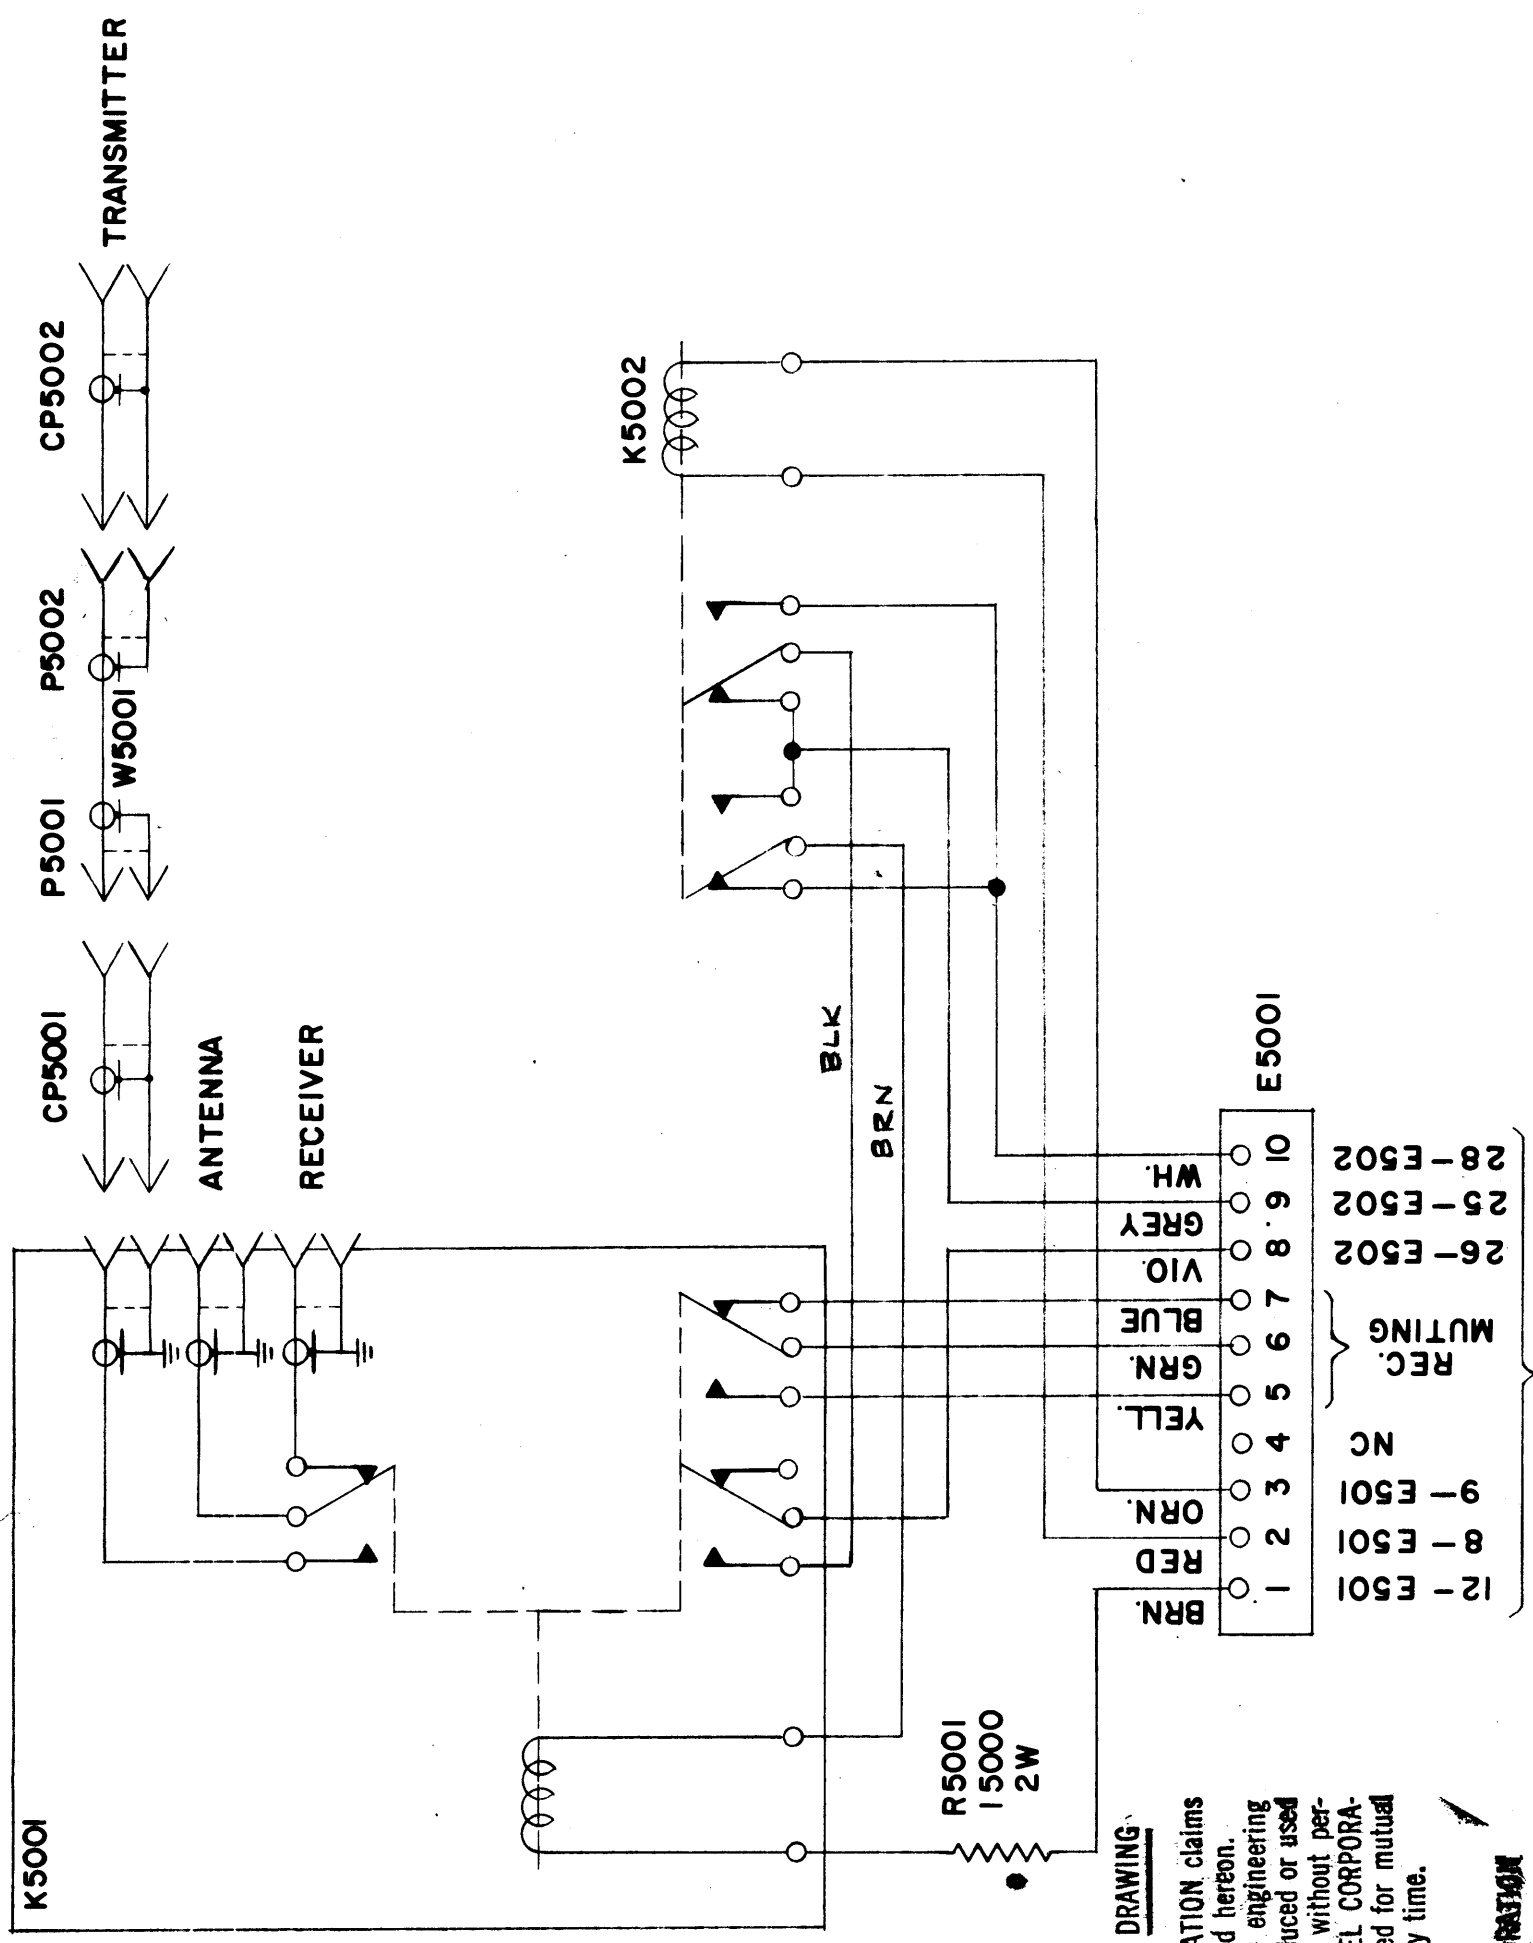 TRANSMITTER
CP5002
P5002
W5001
P5001
CP5001
ANTENNA
RECEIVER
K5001
K5002
BLK
BRN
R5001
15000
2W
E5001
BRN.
RED
ORN.
YELL.
GRN.
BLUE
VIO.
GREY
WH.
1
2
3
4
5
6
7
8
9
10
12-E501
8-E501
9-E501
NC
REC.
MUTING
26-E502
25-E502
28-E502
DRAWING
ATION claims
d hereon.
engineering
uced or used
without per-
EL CORPORA-
ed for mutual
y time.